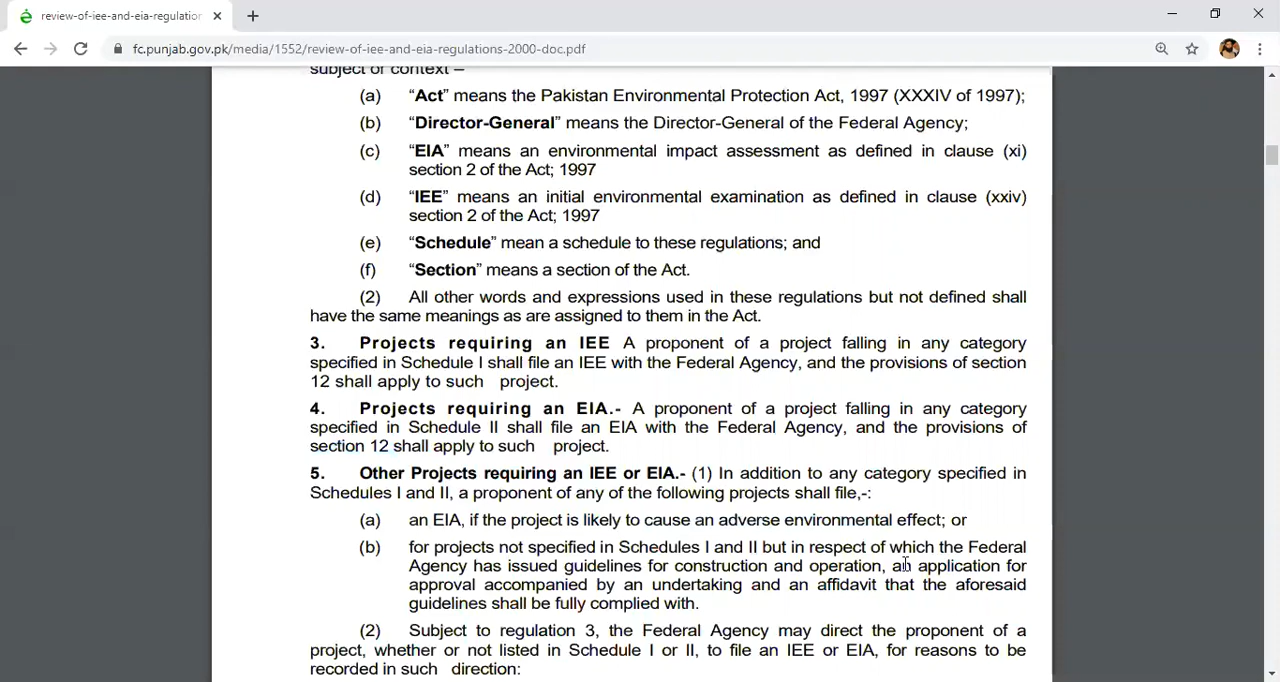 review-of-iee-and-eia-regulation
fc.punjab.gov.pk/media/1552/review-of-iee-and-eia-regulations-2000-doc.pdf
subject or context –
(a) “Act” means the Pakistan Environmental Protection Act, 1997 (XXXIV of 1997);
(b) “Director-General” means the Director-General of the Federal Agency;
(c) “EIA” means an environmental impact assessment as defined in clause (xi)
section 2 of the Act; 1997
(d) “IEE” means an initial environmental examination as defined in clause (xxiv)
section 2 of the Act; 1997
(e) “Schedule” mean a schedule to these regulations; and
(f) “Section” means a section of the Act.
(2) All other words and expressions used in these regulations but not defined shall
have the same meanings as are assigned to them in the Act.
3. Projects requiring an IEE A proponent of a project falling in any category
specified in Schedule I shall file an IEE with the Federal Agency, and the provisions of section
12 shall apply to such project.
4. Projects requiring an EIA.- A proponent of a project falling in any category
specified in Schedule II shall file an EIA with the Federal Agency, and the provisions of
section 12 shall apply to such project.
5. Other Projects requiring an IEE or EIA.- (1) In addition to any category specified in
Schedules I and II, a proponent of any of the following projects shall file,-:
(a) an EIA, if the project is likely to cause an adverse environmental effect; or
(b) for projects not specified in Schedules I and II but in respect of which the Federal
Agency has issued guidelines for construction and operation, an application for
approval accompanied by an undertaking and an affidavit that the aforesaid
guidelines shall be fully complied with.
(2) Subject to regulation 3, the Federal Agency may direct the proponent of a
project, whether or not listed in Schedule I or II, to file an IEE or EIA, for reasons to be
recorded in such direction: